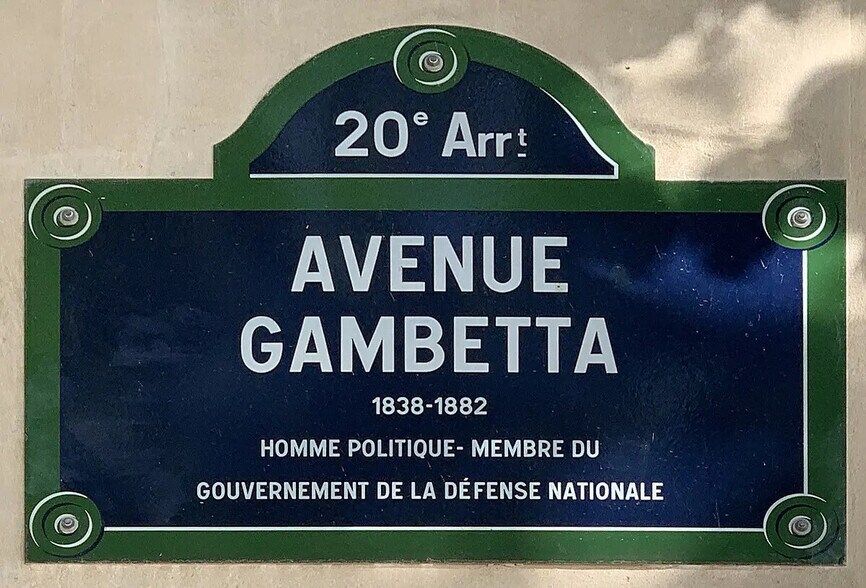 20e Arrt
AVENUE
GAMBETTA
1838-1882
HOMME POLITIQUE- MEMBRE DU
GOUVERNEMENT DE LA DÉFENSE NATIONALE